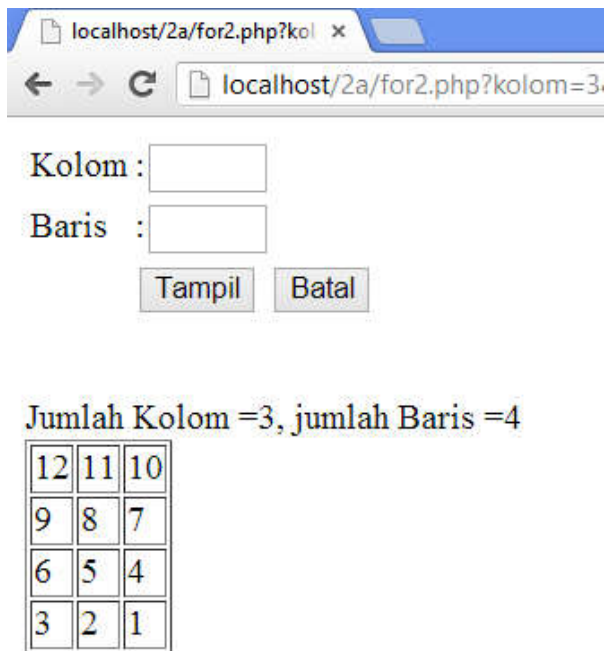 localhost/2a/for2.php?kol
localhost/2a/for2.php?kolom=3
Kolom :
Baris :
Tampil Batal
Jumlah Kolom =3, jumlah Baris =4
12 11 10
9 8 7
6 5 4
3 2 1